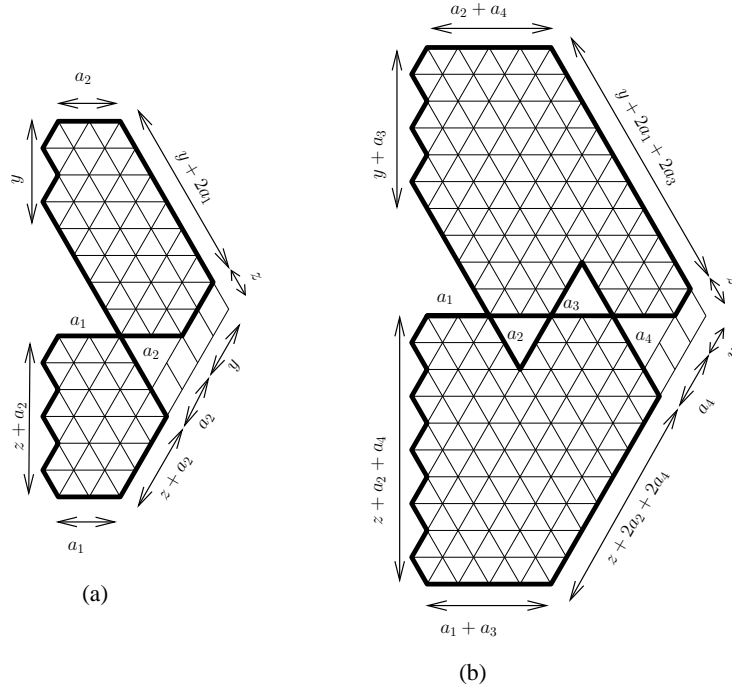 a₂
y
y + 2a₁
z
a₁
a₂
y
a₂
z + a₂
z + a₂
a₁
(a)
a₂ + a₄
y + a₃
y + 2a₁ + 2a₃
a₁
a₂
a₃
a₄
a₄
z + a₂ + a₄
z + 2a₂ + 2a₄
a₁ + a₃
(b)